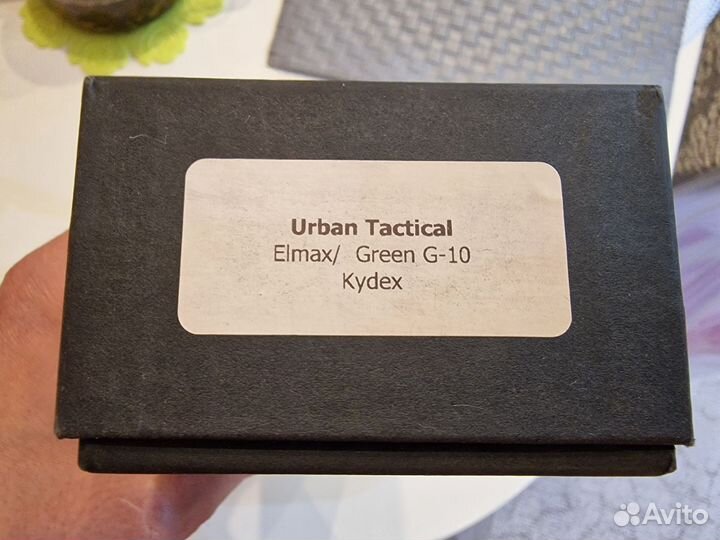 Urban Tactical
Elmax/ Green G-10
Kydex
Avito